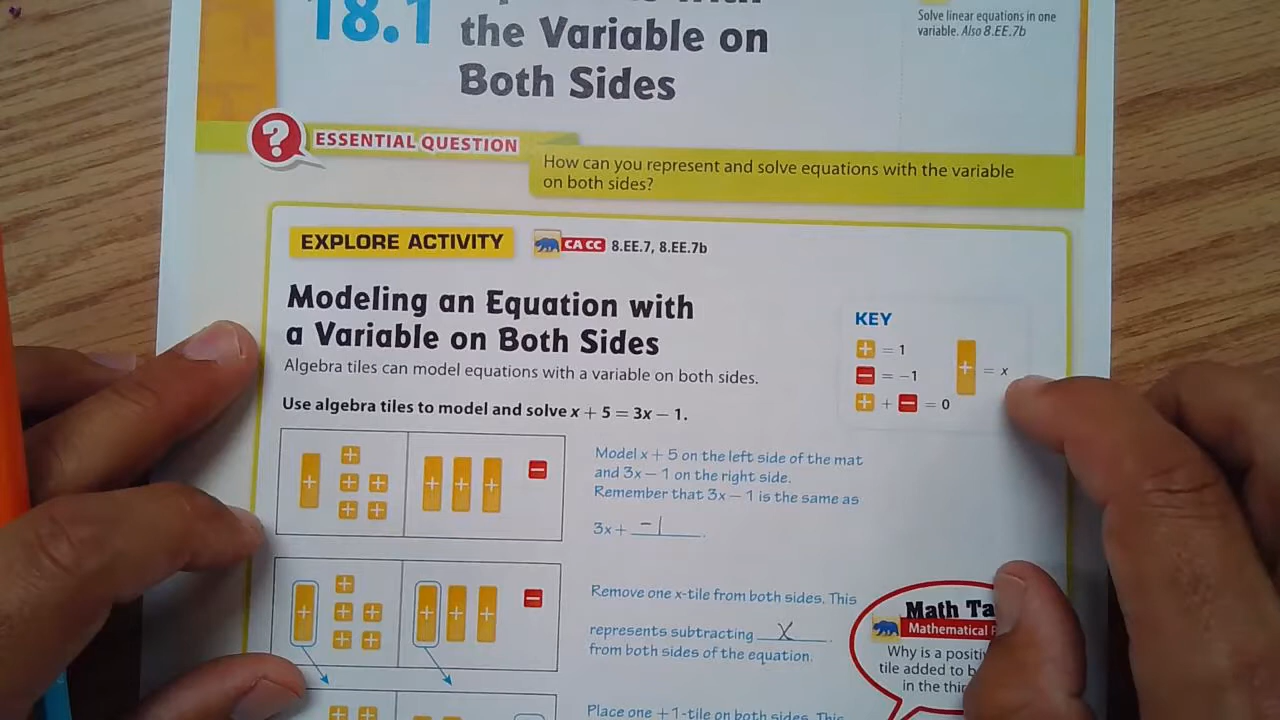 18.1
the Variable on
Both Sides
Solve linear equations in one
variable. Also 8.EE.7b
? ESSENTIAL QUESTION
How can you represent and solve equations with the variable
on both sides?
EXPLORE ACTIVITY CA CC 8.EE.7, 8.EE.7b
Modeling an Equation with
a Variable on Both Sides
Algebra tiles can model equations with a variable on both sides.
Use algebra tiles to model and solve x + 5 = 3x − 1.
KEY
+ = 1
− = −1
+ + − = 0
+ = x
+ + + + + + + + + −
Model x + 5 on the left side of the mat
and 3x − 1 on the right side.
Remember that 3x − 1 is the same as
3x + -1.
+ + + + + + + + + −
Remove one x-tile from both sides. This
represents subtracting X.
from both sides of the equation.
Math
Mathematical
Why is a
tile added to
in the
+ +
Place one +1-tile on both sides. This